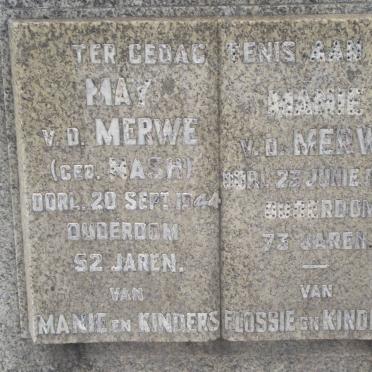 TER GEDAC
MAY
V.D. MERWE
(GEB. NASH)
OORL. 20 SEPT. 1944
OUDERDOM
52 JAREN.
VAN
MANIE EN KINDERS
TENIS AAN
MANIE
V.D. MERW
OORL. 23 JUNIE
OUDERDOM
73 JAREN.
VAN
FLOSSIE EN KIND